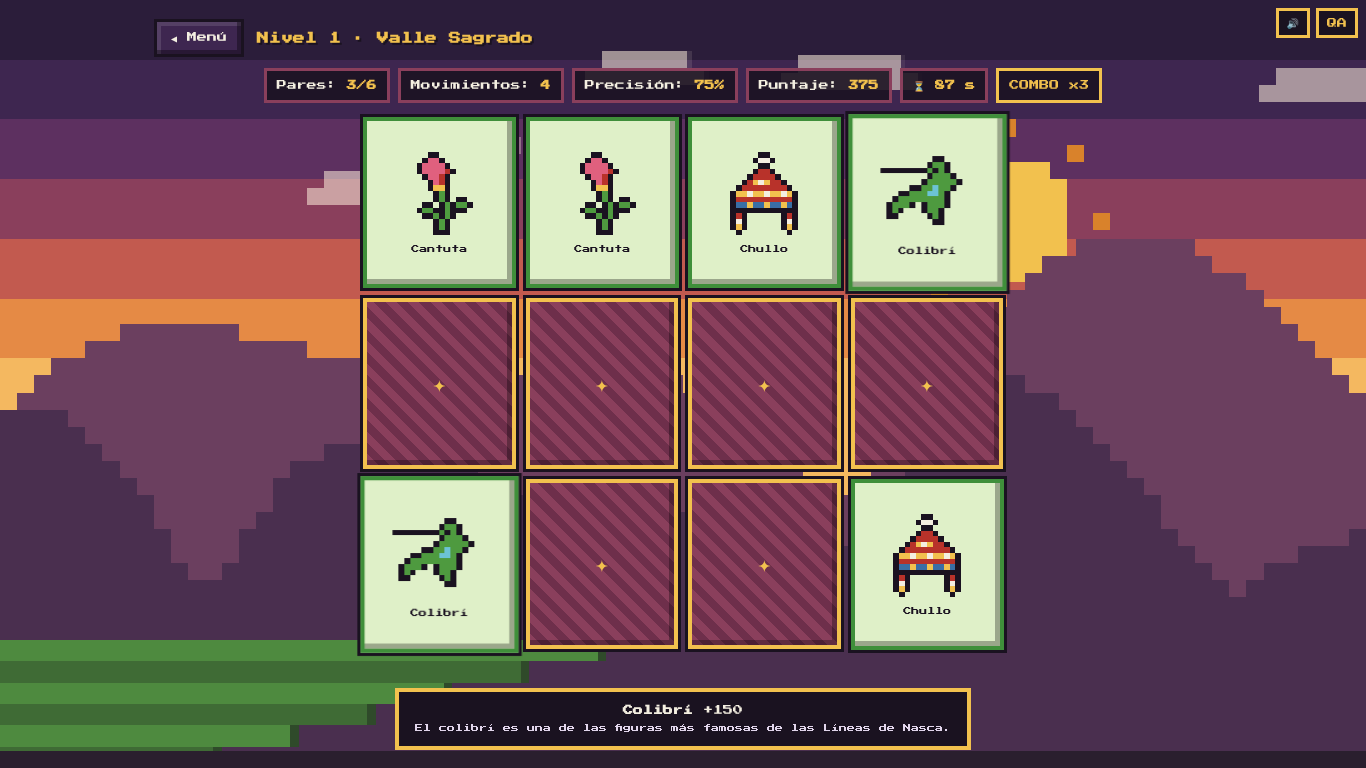 ◂ Menú
Nivel 1 · Valle Sagrado
QA
Pares: 3/6
Movimientos: 4
Precisión: 75%
Puntaje: 375
87 s
COMBO x3
Cantuta
Cantuta
Chullo
Colibrí
Colibrí
Chullo
Colibrí +150
El colibrí es una de las figuras más famosas de las Líneas de Nasca.